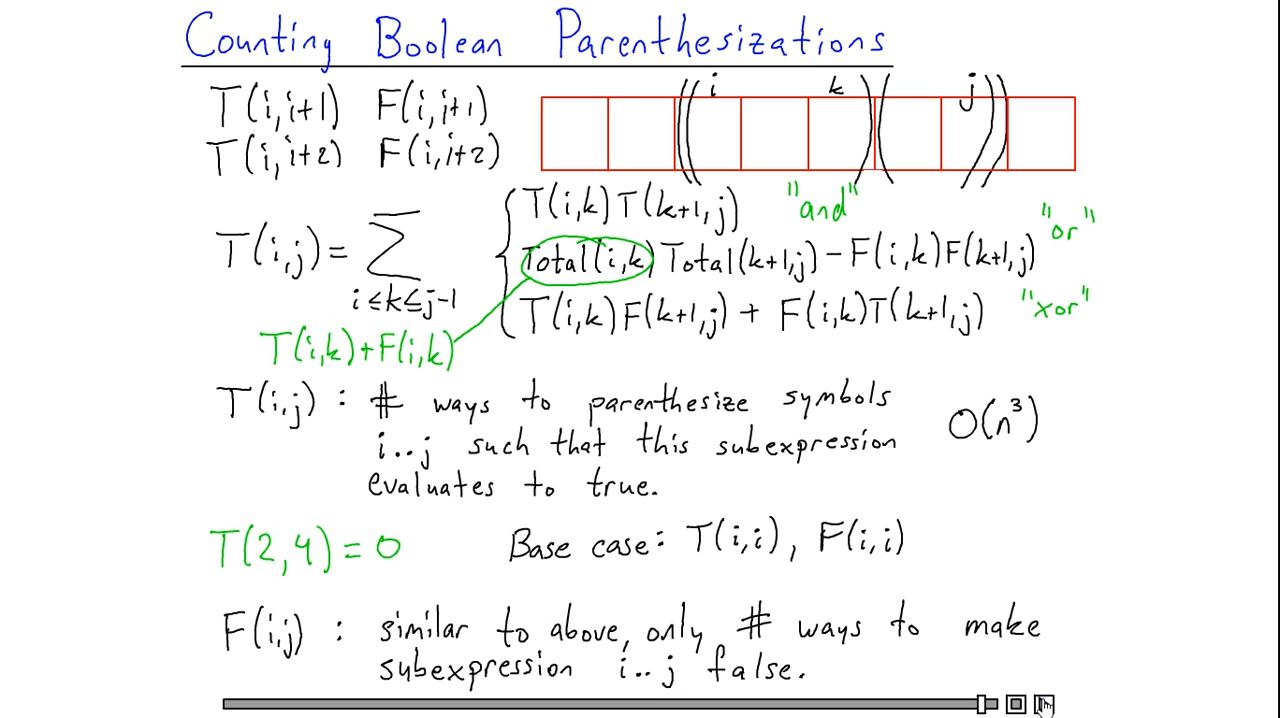 Counting Boolean Parenthesizations
T(i,i+1) F(i,i+1)
T(i,i+2) F(i,i+2)
i k j
T(i,j) = ∑
i ≤ k ≤ j-1
T(i,k) T(k+1,j) "and"
Total(i,k) Total(k+1,j) - F(i,k) F(k+1,j) "or"
T(i,k) F(k+1,j) + F(i,k) T(k+1,j) "xor"
T(i,k) + F(i,k)
T(i,j) : # ways to parenthesize symbols
i..j such that this subexpression
evaluates to true.
O(n³)
T(2,4) = 0
Base case: T(i,i), F(i,i)
F(i,j) : similar to above, only # ways to make
subexpression i..j false.